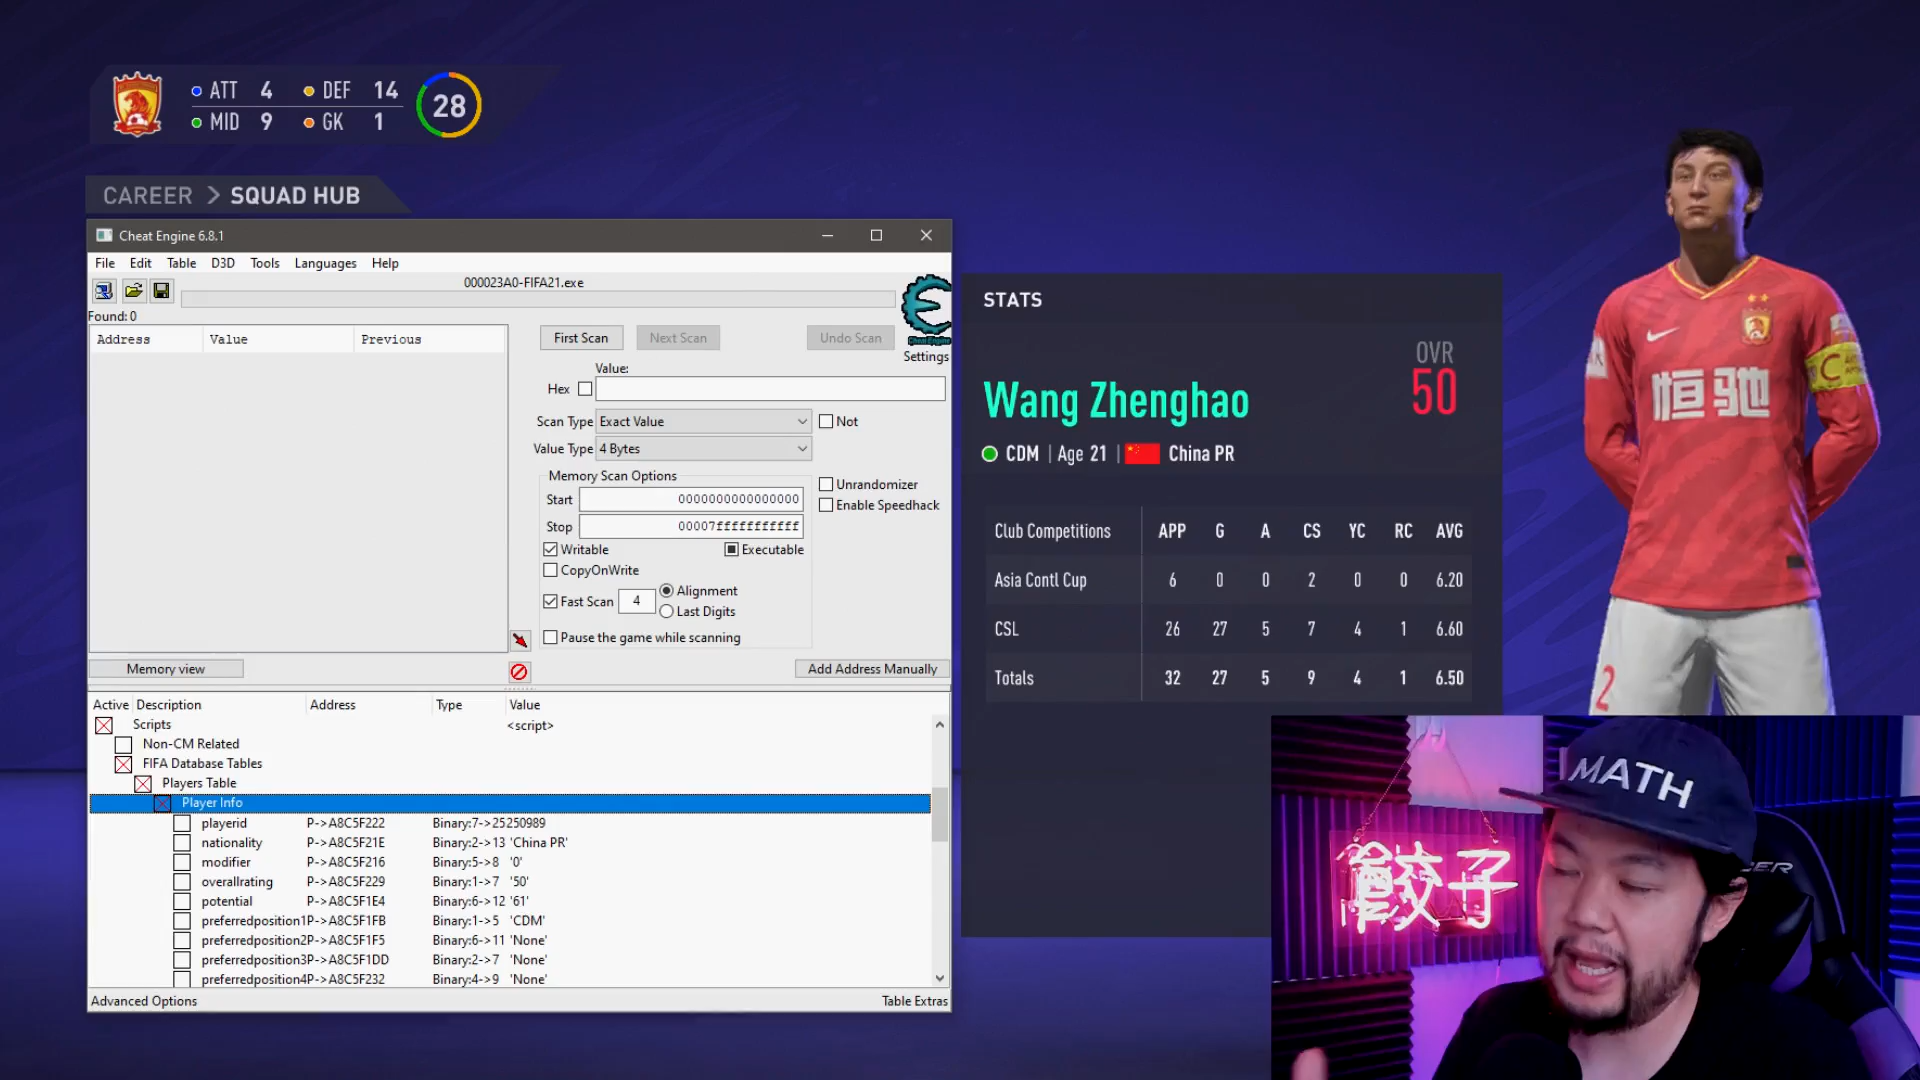 ATT 4 DEF 14
MID 9 GK 1
28
CAREER > SQUAD HUB
Cheat Engine 6.8.1
File Edit Table D3D Tools Languages Help
000023A0-FIFA21.exe
Found: 0
Address Value Previous
First Scan Next Scan Undo Scan
Settings
Value:
Hex
Scan Type Exact Value Not
Value Type 4 Bytes
Memory Scan Options
Start 0000000000000000
Stop 00007fffffffffff
Unrandomizer
Enable Speedhack
Writable Executable
CopyOnWrite
Fast Scan 4 Alignment
Last Digits
Pause the game while scanning
Memory view Add Address Manually
Active Description Address Type Value
Scripts <script>
Non-CM Related
FIFA Database Tables
Players Table
Player Info
playerid P->A8C5F222 Binary:7->25250989
nationality P->A8C5F21E Binary:2->13 'China PR'
modifier P->A8C5F216 Binary:5->8 '0'
overallrating P->A8C5F229 Binary:1->7 '50'
potential P->A8C5F1E4 Binary:6->12 '61'
preferredposition1P->A8C5F1FB Binary:1->5 'CDM'
preferredposition2P->A8C5F1F5 Binary:6->11 'None'
preferredposition3P->A8C5F1DD Binary:2->7 'None'
preferredposition4P->A8C5F232 Binary:4->9 'None'
Advanced Options Table Extras
STATS
OVR
50
Wang Zhenghao
CDM | Age 21 | China PR
Club Competitions APP G A CS YC RC AVG
Asia Contl Cup 6 0 0 2 0 0 6.20
CSL 26 27 5 7 4 1 6.60
Totals 32 27 5 9 4 1 6.50
恒驰
C
2
MATH
餃子